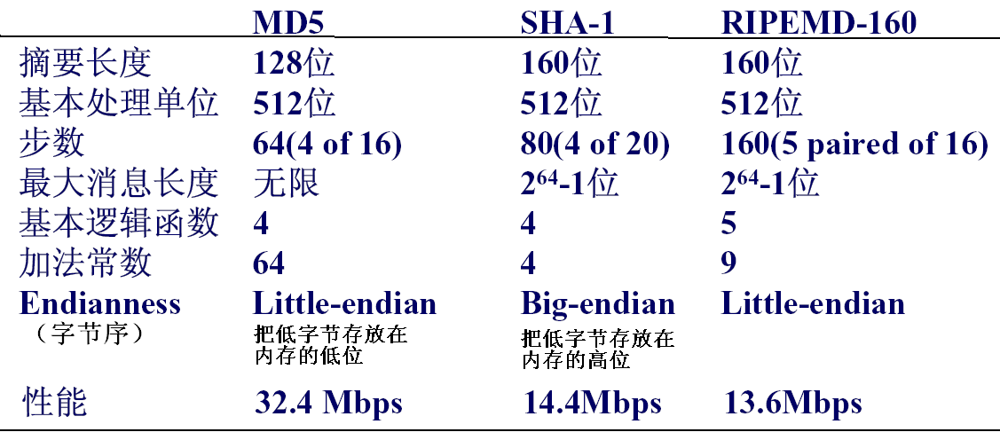 MD5 SHA-1 RIPEMD-160
摘要长度 128位 160位 160位
基本处理单位 512位 512位 512位
步数 64(4 of 16) 80(4 of 20) 160(5 paired of 16)
最大消息长度 无限 2⁶⁴-1位 2⁶⁴-1位
基本逻辑函数 4 4 5
加法常数 64 4 9
Endianness Little-endian Big-endian Little-endian
（字节序） 把低字节存放在 把低字节存放在
内存的低位 内存的高位
性能 32.4 Mbps 14.4Mbps 13.6Mbps